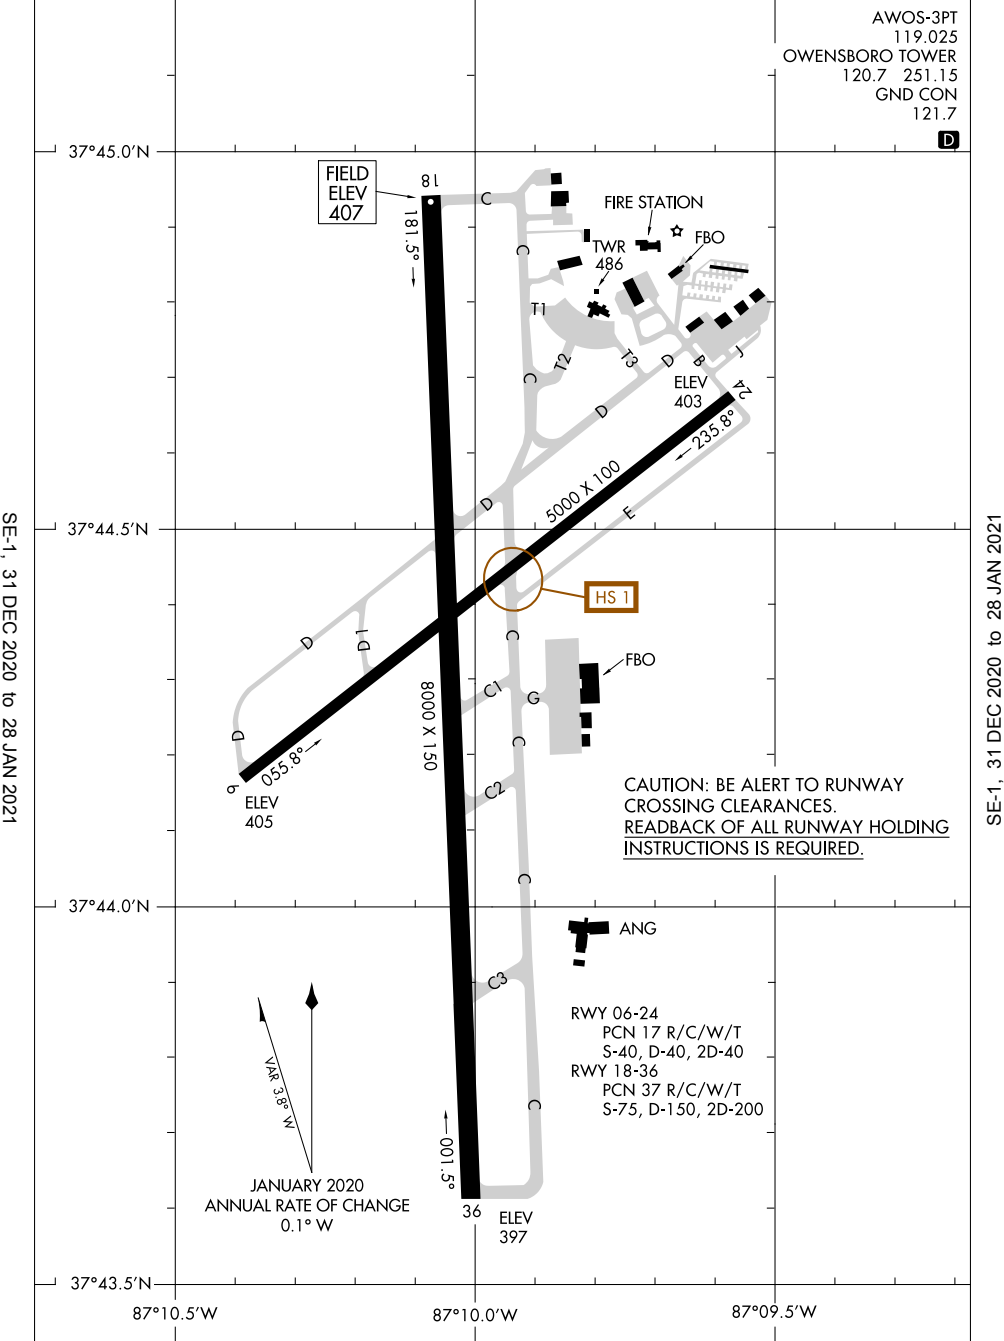 AWOS-3PT
119.025
OWENSBORO TOWER
120.7 251.15
GND CON
121.7
D
37°45.0'N
FIELD
ELEV
407
18
181.5°
C
FIRE STATION
FBO
TWR
486
C
T1
T2
T3
C
D
B
J
ELEV
403
24
235.8°
D
5000 X 100
D
E
37°44.5'N
HS 1
D
D1
C
FBO
C1
G
8000 X 150
C
D
055.8°
6
ELEV
405
C2
CAUTION: BE ALERT TO RUNWAY
CROSSING CLEARANCES.
READBACK OF ALL RUNWAY HOLDING
INSTRUCTIONS IS REQUIRED.
C
37°44.0'N
ANG
C3
RWY 06-24
PCN 17 R/C/W/T
S-40, D-40, 2D-40
RWY 18-36
PCN 37 R/C/W/T
S-75, D-150, 2D-200
VAR 3.8° W
C
001.5°
JANUARY 2020
ANNUAL RATE OF CHANGE
0.1° W
36
ELEV
397
37°43.5'N
87°10.5'W
87°10.0'W
87°09.5'W
SE-1, 31 DEC 2020 to 28 JAN 2021
SE-1, 31 DEC 2020 to 28 JAN 2021